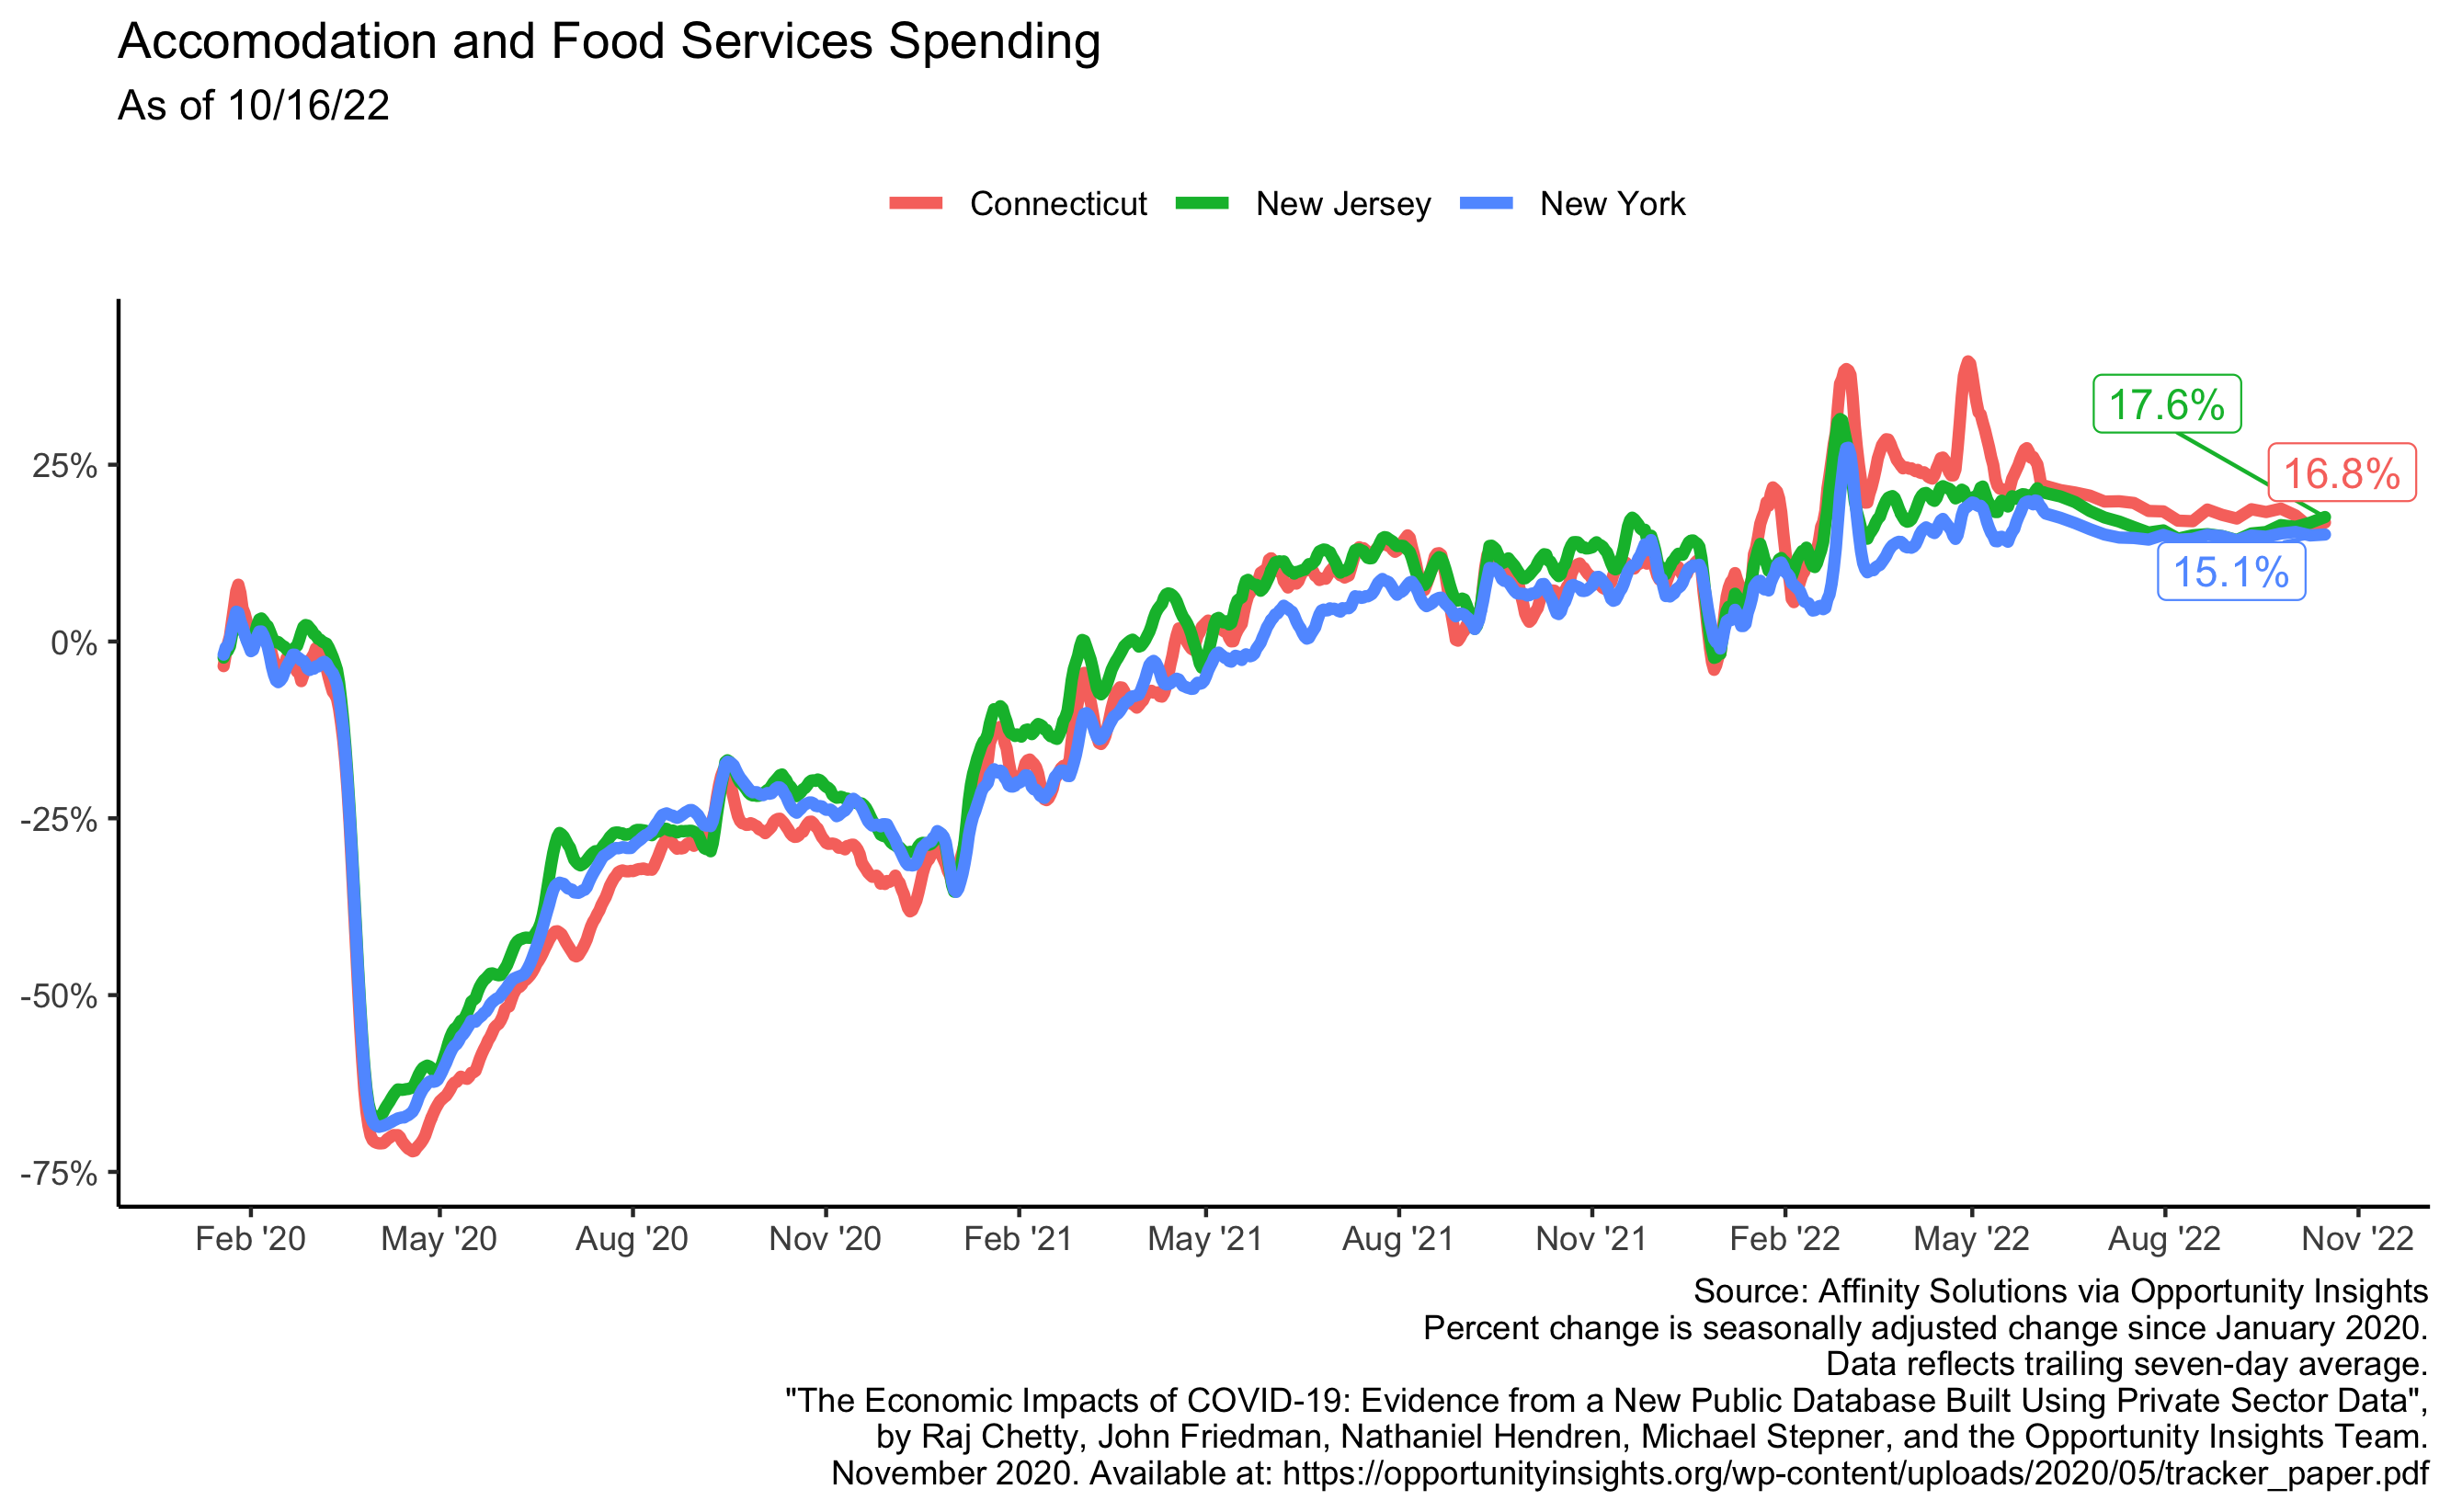 Accomodation and Food Services Spending
As of 10/16/22
Connecticut New Jersey New York
25%
0%
-25%
-50%
-75%
17.6%
16.8%
15.1%
Feb '20 May '20 Aug '20 Nov '20 Feb '21 May '21 Aug '21 Nov '21 Feb '22 May '22 Aug '22 Nov '22
Source: Affinity Solutions via Opportunity Insights
Percent change is seasonally adjusted change since January 2020.
Data reflects trailing seven-day average.
"The Economic Impacts of COVID-19: Evidence from a New Public Database Built Using Private Sector Data",
by Raj Chetty, John Friedman, Nathaniel Hendren, Michael Stepner, and the Opportunity Insights Team.
November 2020. Available at: https://opportunityinsights.org/wp-content/uploads/2020/05/tracker_paper.pdf